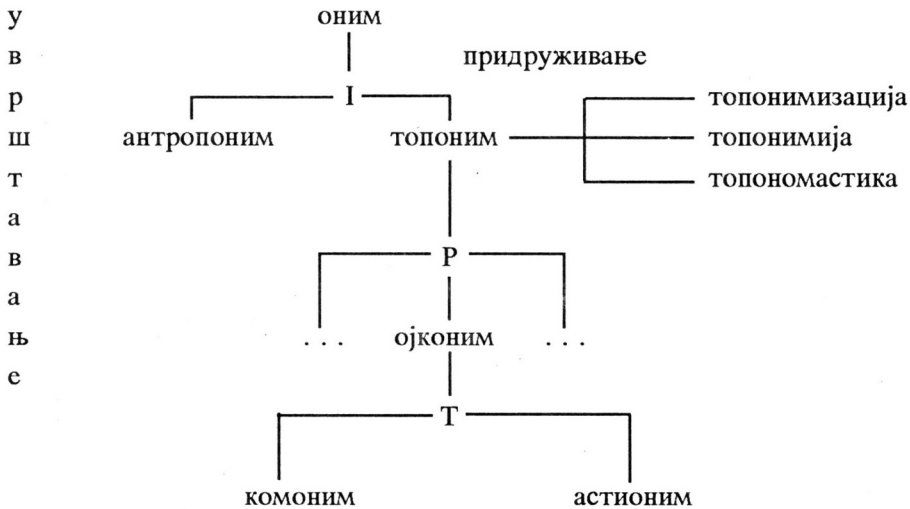 у
в
р
ш
т
а
в
а
њ
е
оним
придруживање
I
топонимизација
антропоним
топоним
топонимија
топономастика
Р
. . .
ојконим
. . .
Т
комоним
астионим